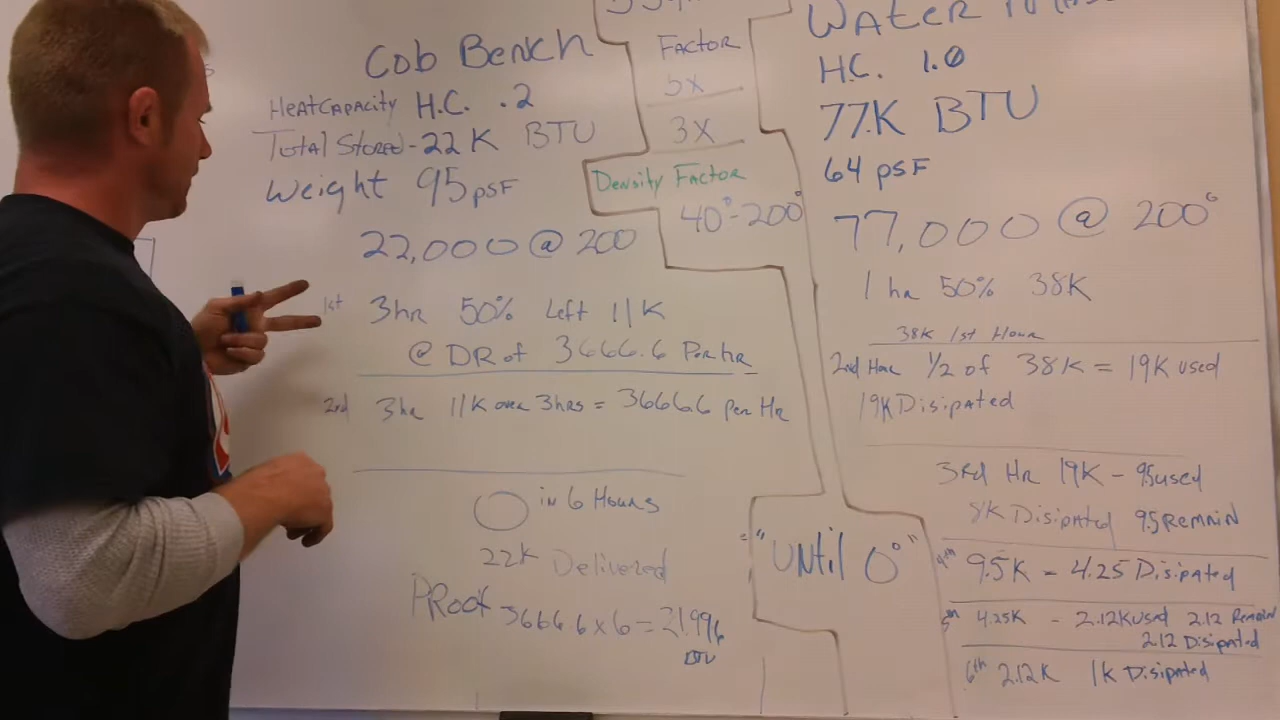 Cob Bench
HeatCapacity H.C. .2
Total Stored - 22K BTU
Weight 95 psF
22,000 @ 200
1st 3hr 50% Left 11K
@ DR of 3666.6 Per hr
2nd 3hr 11K over 3hrs = 3666.6 per Hr
0 in 6 Hours
22K Delivered
PRoof 3666.6 x 6 = 21.996
BTU
Factor
5x
3x
Density Factor
40° - 200°
"Until 0°"
Water
H.C. 1.0
77K BTU
64 psF
77,000 @ 200°
1 hr 50% 38K
38K 1st Hour
2nd Hour 1/2 of 38K = 19K used
19K Disipated
3rd Hr 19K - 9.5 used
8K Disipated 9.5 Remain
4th 9.5K - 4.25 Disipated
5th 4.25K - 2.12K used 2.12 Remain
2.12 Disipated
6th 2.12K 1K Disipated